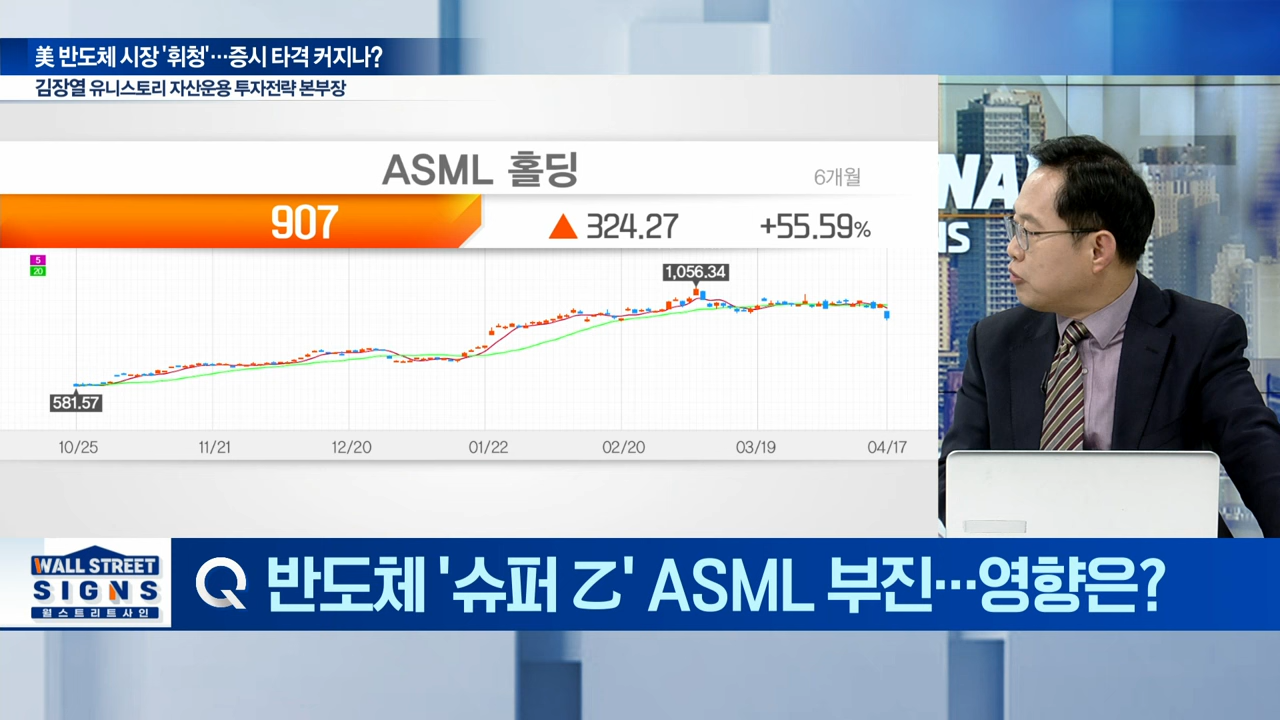 美 반도체 시장 '휘청'…증시 타격 커지나?
김장열 유니스토리 자산운용 투자전략 본부장
ASML 홀딩
6개월
907
▲ 324.27
+55.59%
5
20
1,056.34
581.57
10/25
11/21
12/20
01/22
02/20
03/19
04/17
WALL STREET
SIGNS
월스트리트사인
Q 반도체 '슈퍼 乙' ASML 부진…영향은?